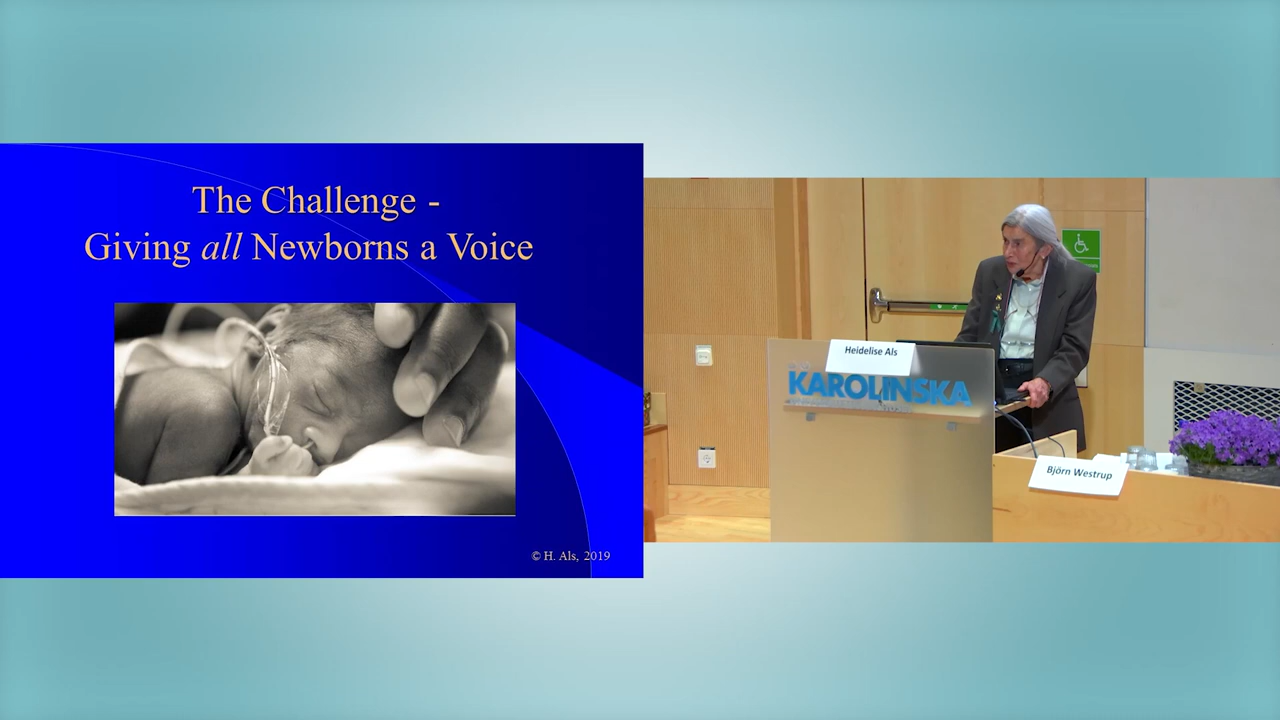 The Challenge -
Giving all Newborns a Voice
© H. Als, 2019
Heidelise Als
KAROLINSKA
Björn Westrup